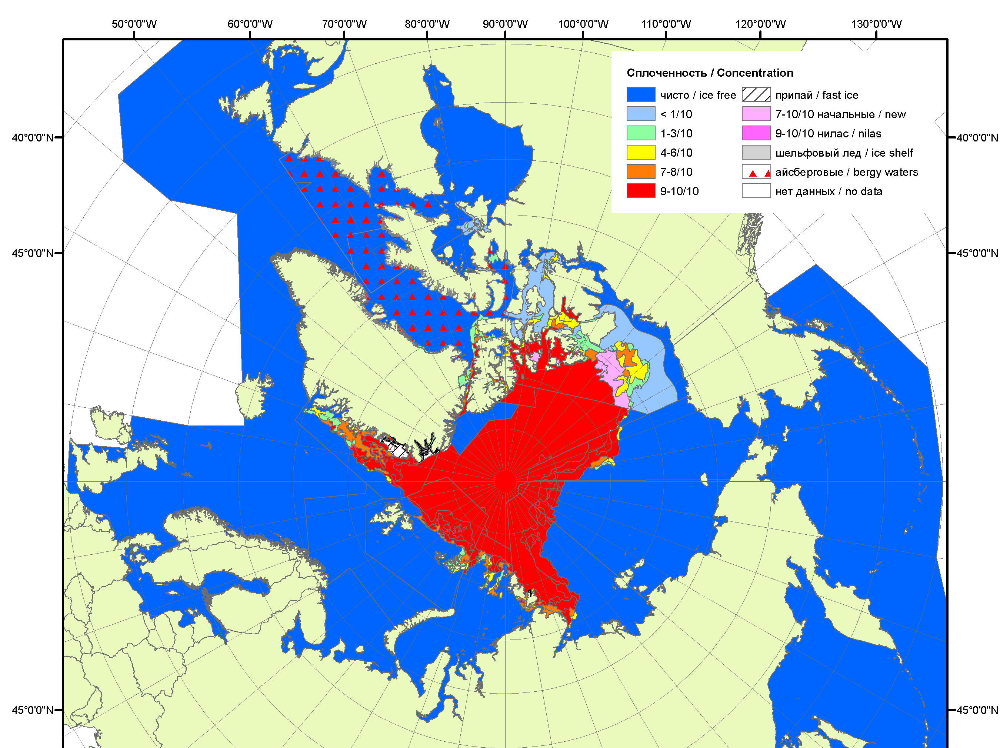 50°0'0"W 60°0'0"W 70°0'0"W 80°0'0"W 90°0'0"W 100°0'0"W 110°0'0"W 120°0'0"W 130°0'0"W
Сплоченность / Concentration
чисто / ice free
< 1/10
1-3/10
4-6/10
7-8/10
9-10/10
припай / fast ice
7-10/10 начальные / new
9-10/10 нилас / nilas
шельфовый лед / ice shelf
айсберговые / bergy waters
нет данных / no data
40°0'0"N 40°0'0"N
45°0'0"N 45°0'0"N
45°0'0"N 45°0'0"N